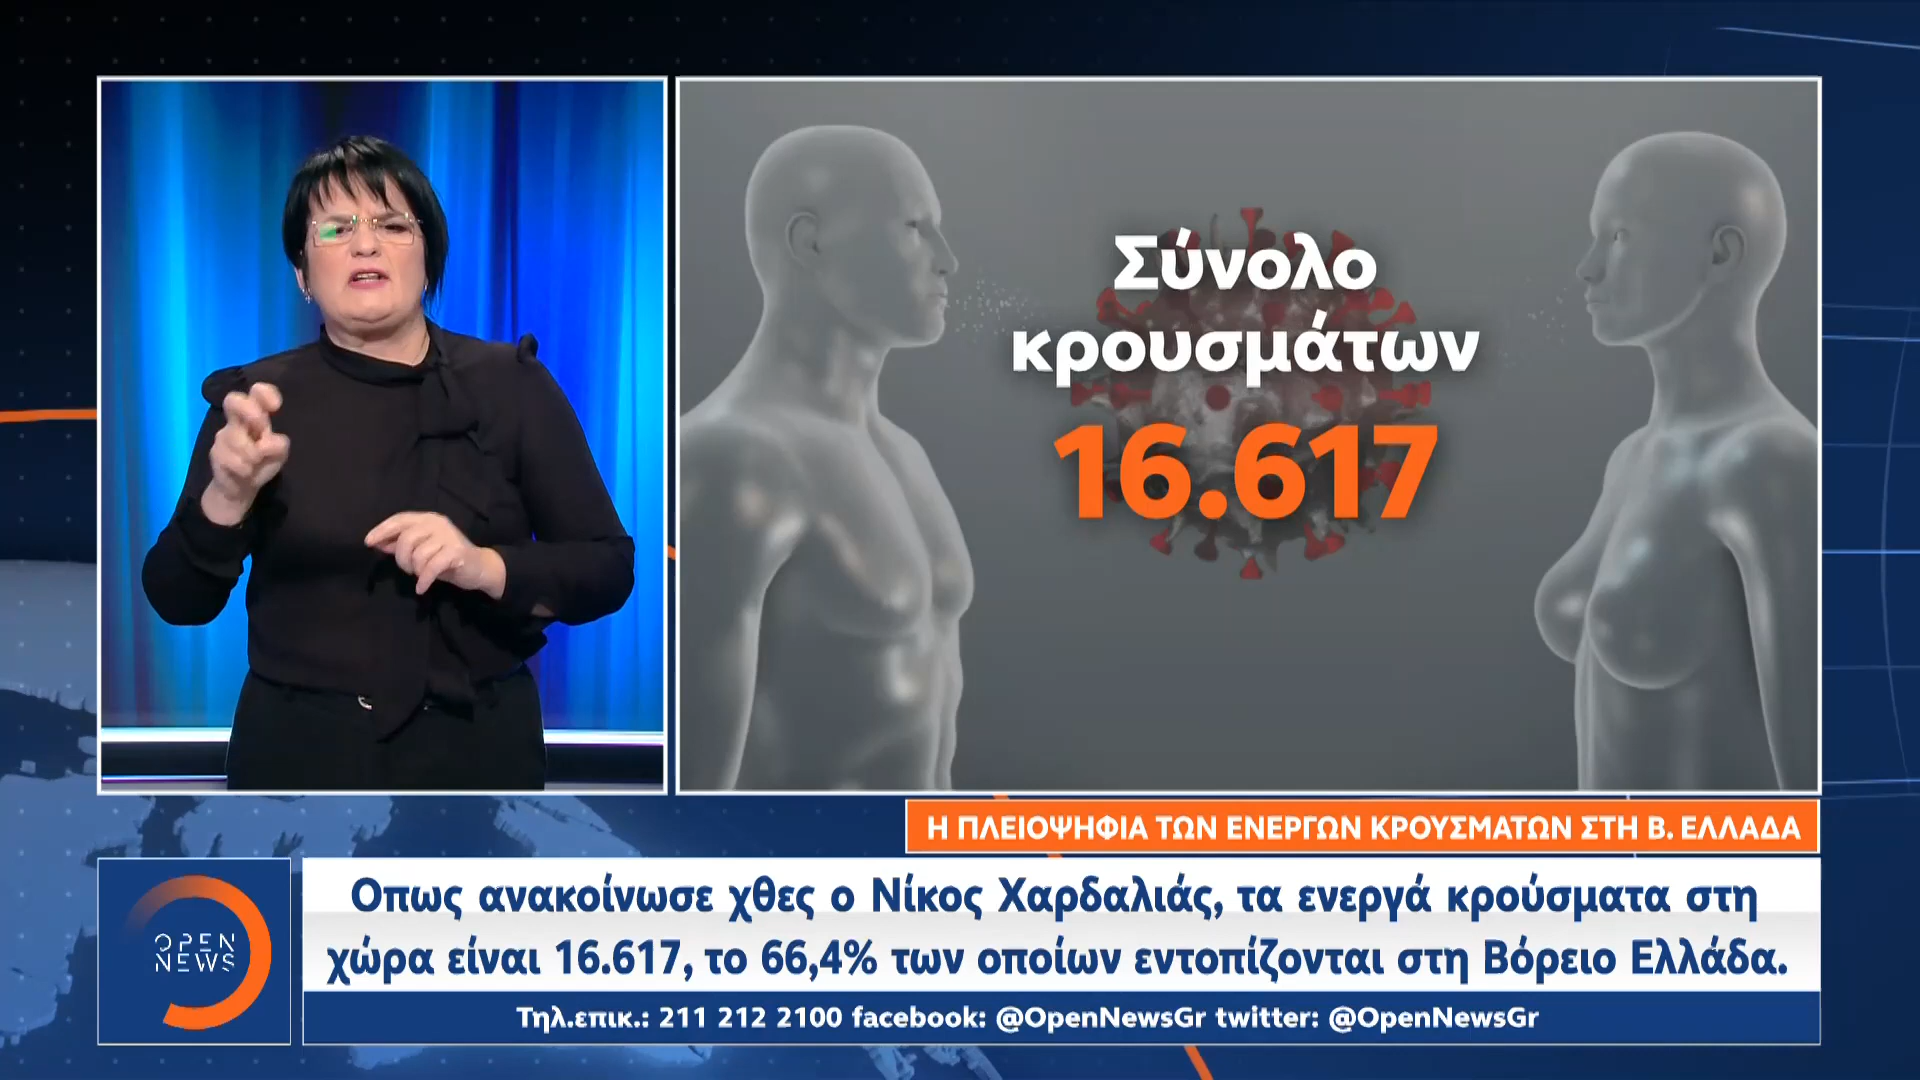 Σύνολο
κρουσμάτων
16.617
Η ΠΛΕΙΟΨΗΦΙΑ ΤΩΝ ΕΝΕΡΓΩΝ ΚΡΟΥΣΜΑΤΩΝ ΣΤΗ Β. ΕΛΛΑΔΑ
OPEN
NEWS
Οπως ανακοίνωσε χθες ο Νίκος Χαρδαλιάς, τα ενεργά κρούσματα στη
χώρα είναι 16.617, το 66,4% των οποίων εντοπίζονται στη Βόρειο Ελλάδα.
Τηλ.επικ.: 211 212 2100 facebook: @OpenNewsGr twitter: @OpenNewsGr